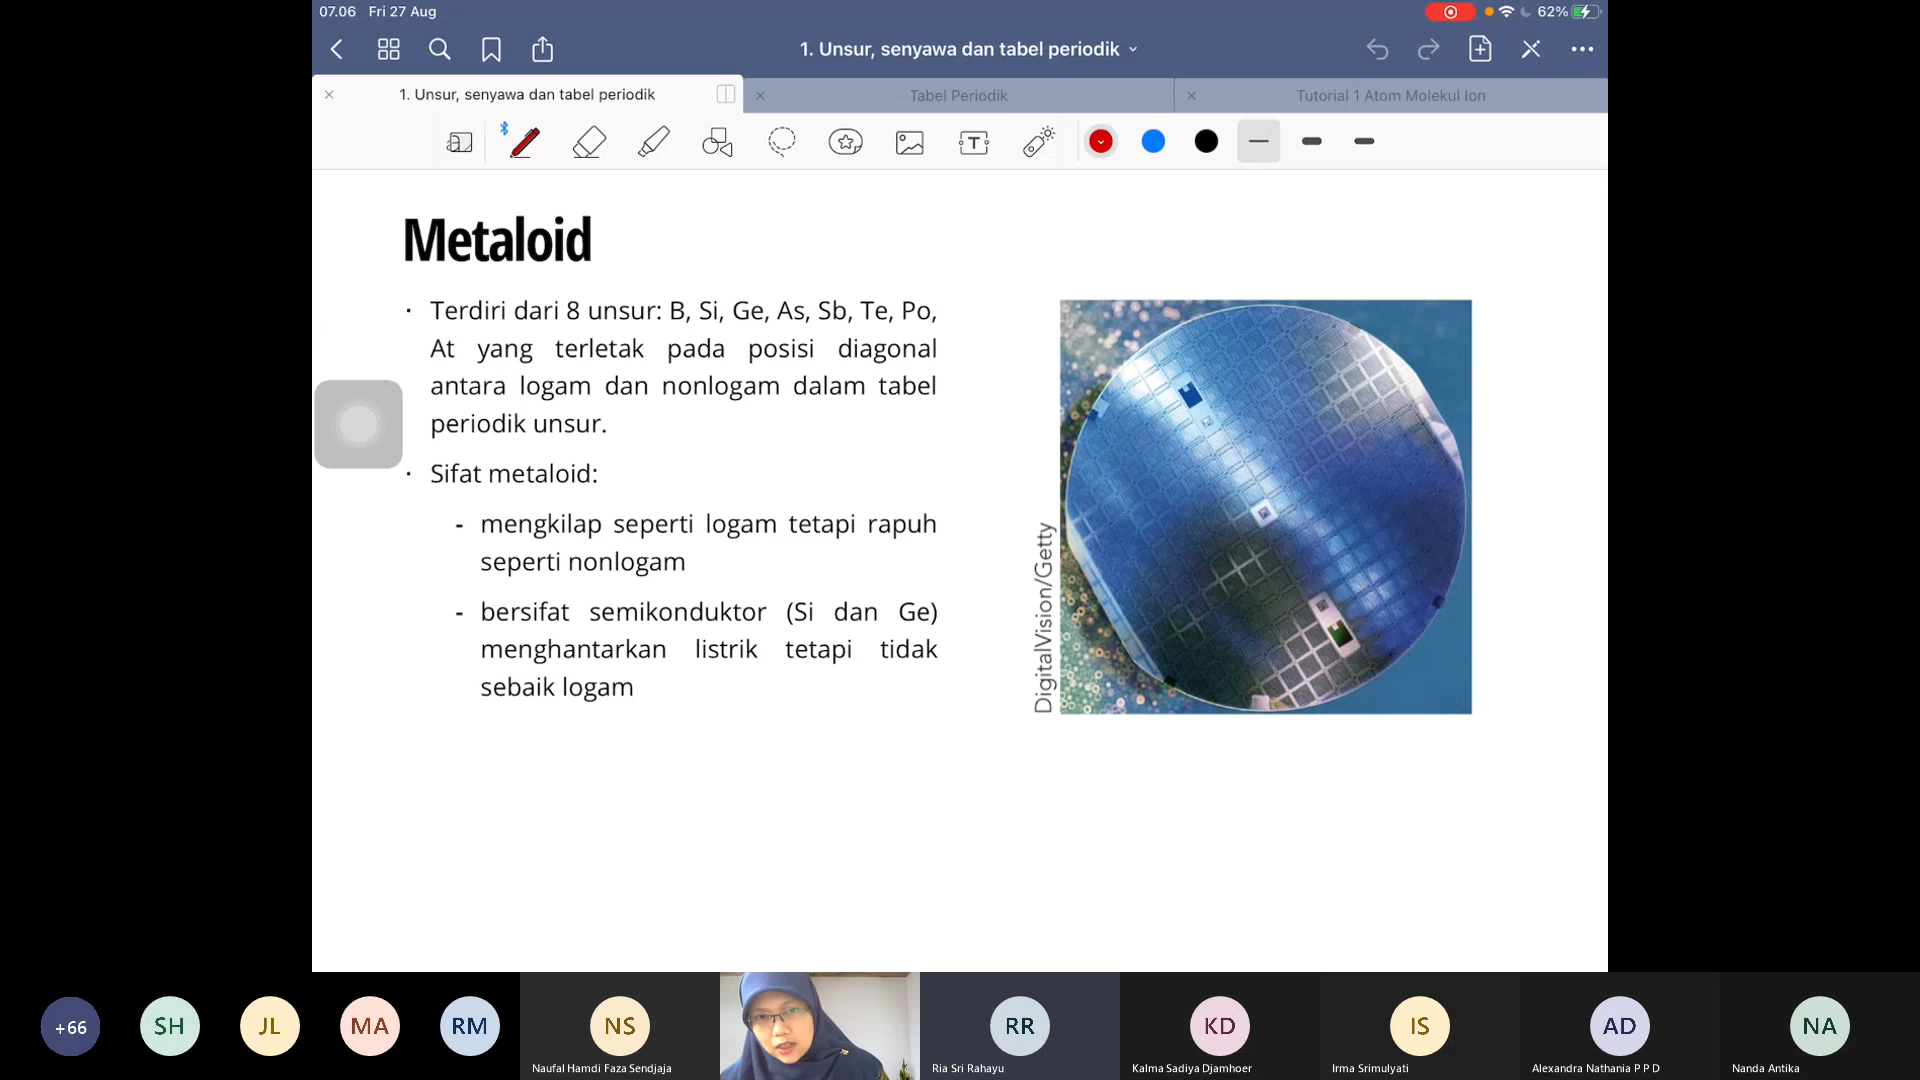 07.06 Fri 27 Aug
62%
1. Unsur, senyawa dan tabel periodik
1. Unsur, senyawa dan tabel periodik
Tabel Periodik
Tutorial 1 Atom Molekul Ion
T
Metaloid
· Terdiri dari 8 unsur: B, Si, Ge, As, Sb, Te, Po,
At yang terletak pada posisi diagonal
antara logam dan nonlogam dalam tabel
periodik unsur.
· Sifat metaloid:
- mengkilap seperti logam tetapi rapuh
seperti nonlogam
- bersifat semikonduktor (Si dan Ge)
menghantarkan listrik tetapi tidak
sebaik logam
DigitalVision/Getty
+66
SH
JL
MA
RM
NS
RR
KD
IS
AD
NA
Naufal Hamdi Faza Sendjaja
Ria Sri Rahayu
Kalma Sadiya Djamhoer
Irma Srimulyati
Alexandra Nathania P P D
Nanda Antika